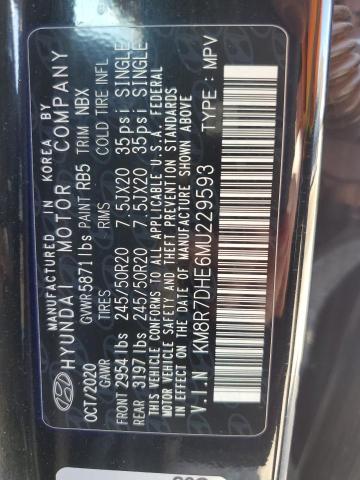 MANUFACTURED IN KOREA BY
HYUNDAI MOTOR COMPANY
OCT/2020 GVWR 5871 lbs PAINT RB5 TRIM NBX
GAWR TIRES RIMS COLD TIRE INFL
FRONT 2954 lbs 245/50R20 7.5JX20 35psi SINGLE
REAR 3197 lbs 245/50R20 7.5JX20 35psi SINGLE
THIS VEHICLE CONFORMS TO ALL APPLICABLE U.S.A. FEDERAL
MOTOR VEHICLE SAFETY AND THEFT PREVENTION STANDARDS
IN EFFECT ON THE DATE OF MANUFACTURE SHOWN ABOVE
V.I.N KM8R7DHE6MU229593 TYPE: MPV